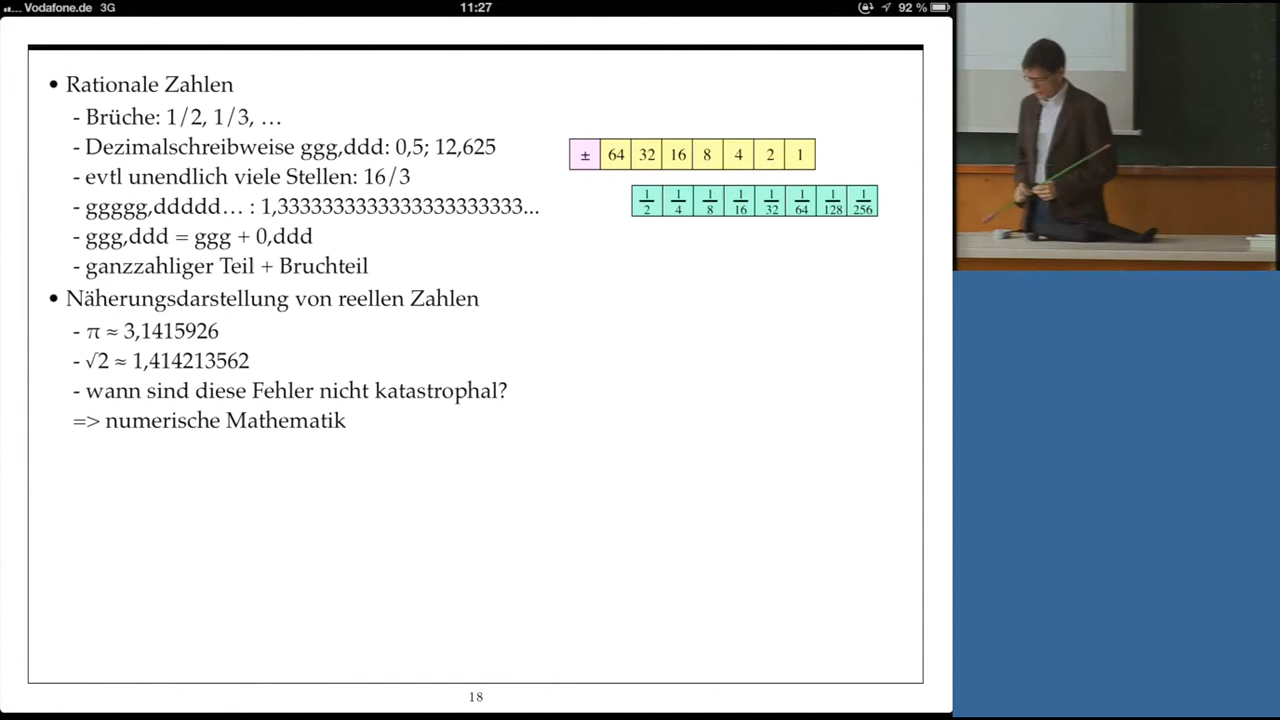 Vodafone.de 3G 11:27 92 %
• Rationale Zahlen
- Brüche: 1/2, 1/3, …
- Dezimalschreibweise ggg,ddd: 0,5; 12,625
- evtl unendlich viele Stellen: 16/3
- ggggg,ddddd… : 1,3333333333333333333333...
- ggg,ddd = ggg + 0,ddd
- ganzzahliger Teil + Bruchteil
± 64 32 16 8 4 2 1
1/2 1/4 1/8 1/16 1/32 1/64 1/128 1/256
• Näherungsdarstellung von reellen Zahlen
- π ≈ 3,1415926
- √2 ≈ 1,414213562
- wann sind diese Fehler nicht katastrophal?
=> numerische Mathematik
18